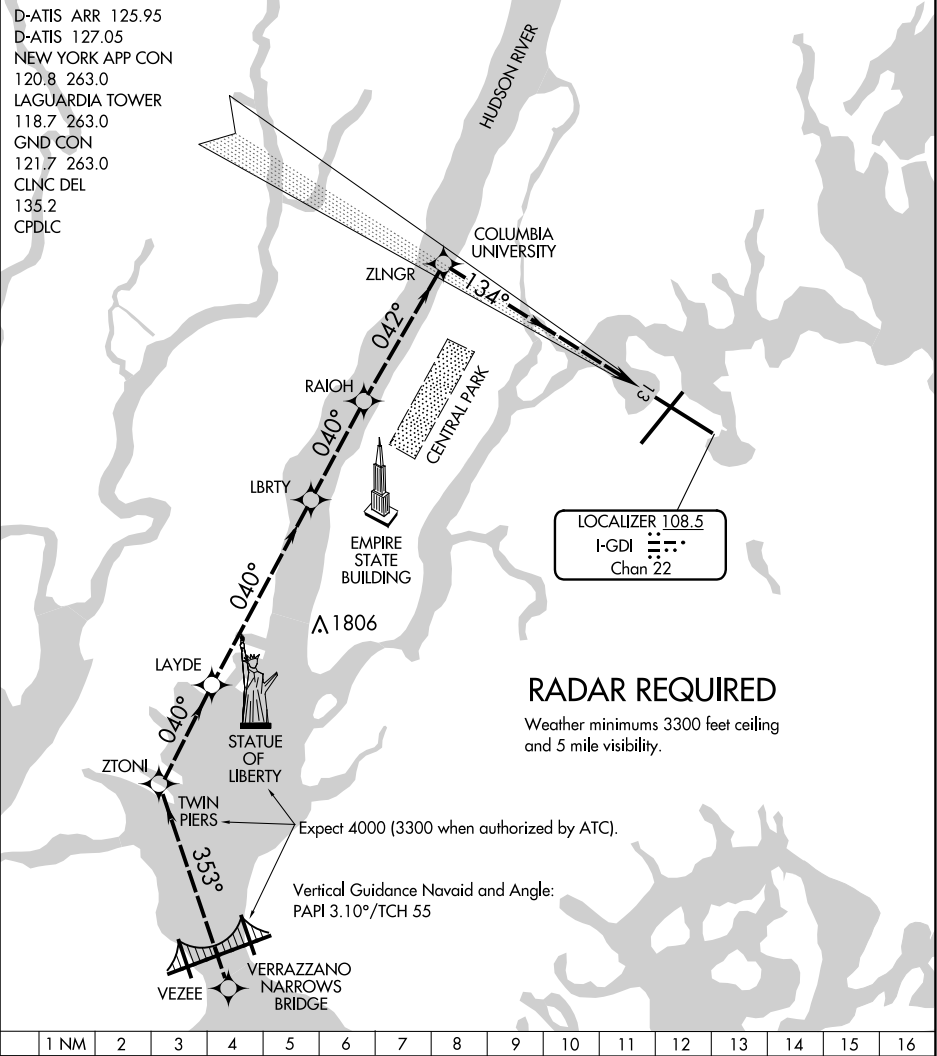 D-ATIS ARR 125.95
D-ATIS 127.05
NEW YORK APP CON
120.8 263.0
LAGUARDIA TOWER
118.7 263.0
GND CON
121.7 263.0
CLNC DEL
135.2
CPDLC
HUDSON RIVER
COLUMBIA
UNIVERSITY
ZLNGR
134°
042°
RAIOH
CENTRAL PARK
13
040°
LBRTY
EMPIRE
STATE
BUILDING
LOCALIZER 108.5
I-GDI
Chan 22
040°
1806
LAYDE
RADAR REQUIRED
Weather minimums 3300 feet ceiling
and 5 mile visibility.
040°
STATUE
OF
LIBERTY
ZTONI
TWIN
PIERS
Expect 4000 (3300 when authorized by ATC).
353°
Vertical Guidance Navaid and Angle:
PAPI 3.10°/TCH 55
VEZEE
VERRAZZANO
NARROWS
BRIDGE
1 NM 2 3 4 5 6 7 8 9 10 11 12 13 14 15 16